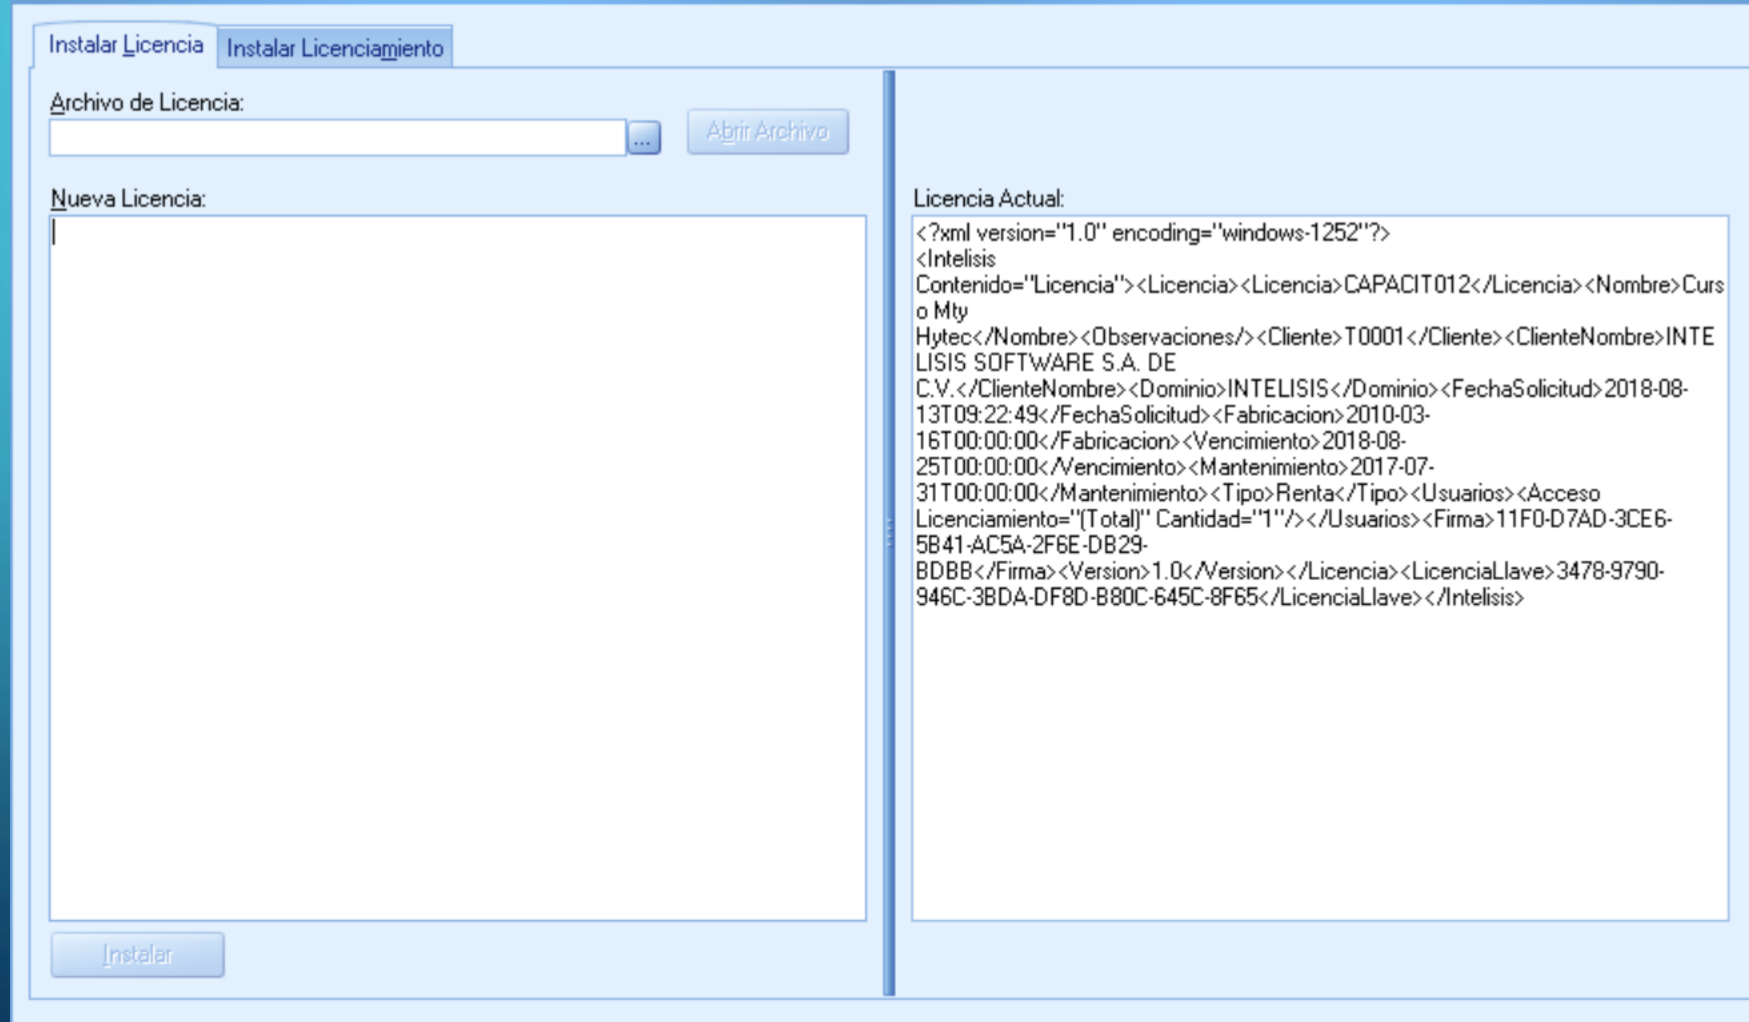 Instalar Licencia
Instalar Licenciamiento
Archivo de Licencia:
...
Abrir Archivo
Nueva Licencia:
Instalar
Licencia Actual:
<?xml version="1.0" encoding="windows-1252"?>
<Intelisis
Contenido="Licencia"><Licencia><Licencia>CAPACIT012</Licencia><Nombre>Curs
o Mty
Hytec</Nombre><Observaciones/><Cliente>T0001</Cliente><ClienteNombre>INTE
LISIS SOFTWARE S.A. DE
C.V.</ClienteNombre><Dominio>INTELISIS</Dominio><FechaSolicitud>2018-08-
13T09:22:49</FechaSolicitud><Fabricacion>2010-03-
16T00:00:00</Fabricacion><Vencimiento>2018-08-
25T00:00:00</Vencimiento><Mantenimiento>2017-07-
31T00:00:00</Mantenimiento><Tipo>Renta</Tipo><Usuarios><Acceso
Licenciamiento="(Total)" Cantidad="1"/></Usuarios><Firma>11F0-D7AD-3CE6-
5B41-AC5A-2F6E-DB29-
BDBB</Firma><Version>1.0</Version></Licencia><LicenciaLlave>3478-9790-
946C-3BDA-DF8D-B80C-645C-8F65</LicenciaLlave></Intelisis>